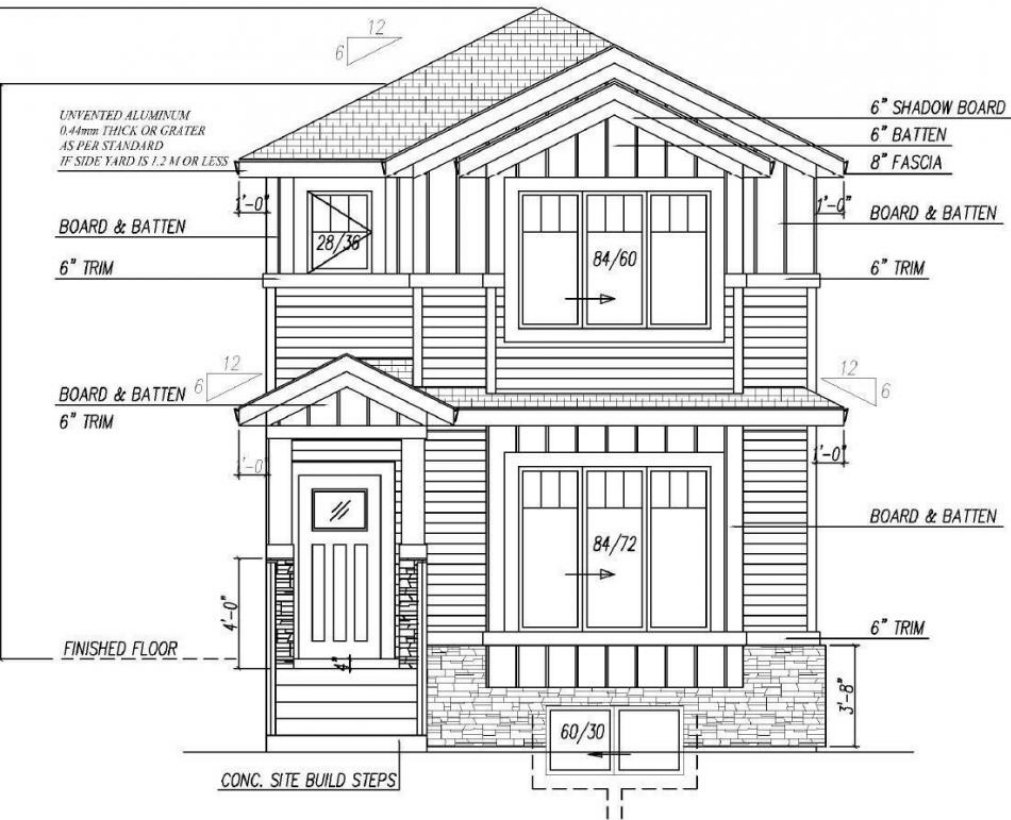 12
6
UNVENTED ALUMINUM
0.44mm THICK OR GRATER
AS PER STANDARD
IF SIDE YARD IS 1.2 M OR LESS
6" SHADOW BOARD
6" BATTEN
8" FASCIA
1'-0"
1'-0"
BOARD & BATTEN
BOARD & BATTEN
28/36
84/60
6" TRIM
6" TRIM
12
6
12
6
BOARD & BATTEN
6" TRIM
1'-0
1'-0"
BOARD & BATTEN
84/72
4'-0"
6" TRIM
FINISHED FLOOR
4"
3'-8"
60/30
CONC. SITE BUILD STEPS